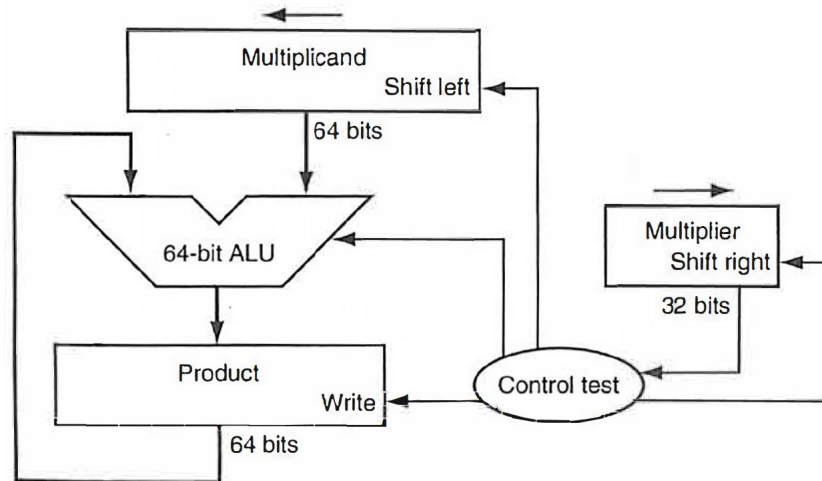 Multiplicand
Shift left
64 bits
64-bit ALU
Multiplier
Shift right
32 bits
Product
Write
Control test
64 bits